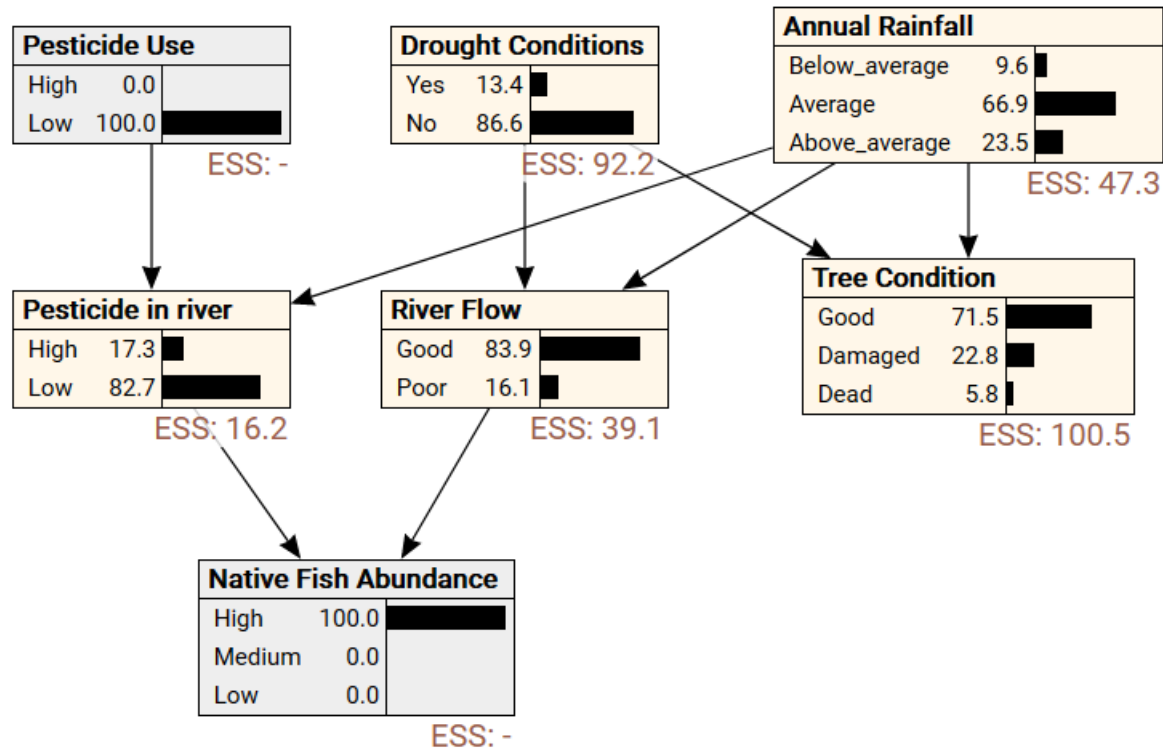 Pesticide Use
High 0.0
Low 100.0
ESS: -
Drought Conditions
Yes 13.4
No 86.6
ESS: 92.2
Annual Rainfall
Below_average 9.6
Average 66.9
Above_average 23.5
ESS: 47.3
Pesticide in river
High 17.3
Low 82.7
ESS: 16.2
River Flow
Good 83.9
Poor 16.1
ESS: 39.1
Tree Condition
Good 71.5
Damaged 22.8
Dead 5.8
ESS: 100.5
Native Fish Abundance
High 100.0
Medium 0.0
Low 0.0
ESS: -